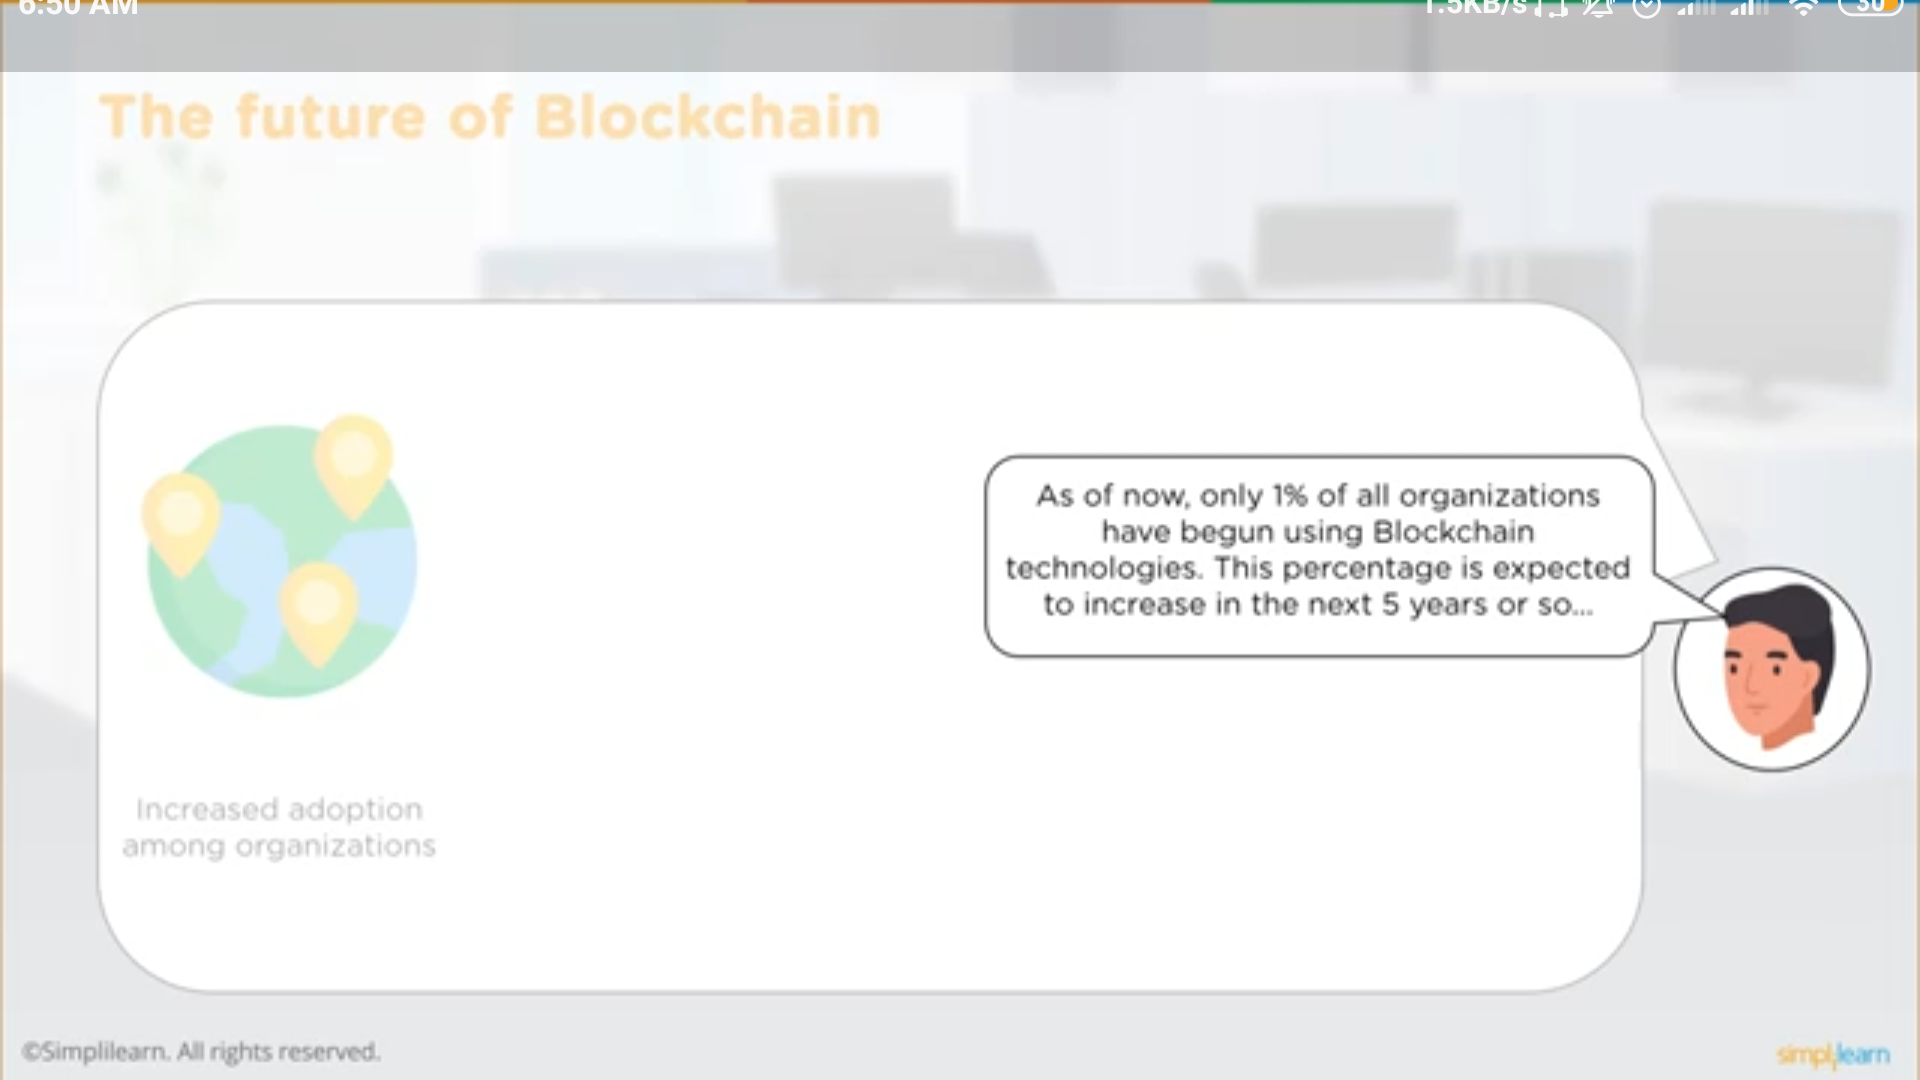 6:50 AM
1.5KB/s
30
The future of Blockchain
As of now, only 1% of all organizations
have begun using Blockchain
technologies. This percentage is expected
to increase in the next 5 years or so...
Increased adoption
among organizations
©Simplilearn. All rights reserved.
simplilearn